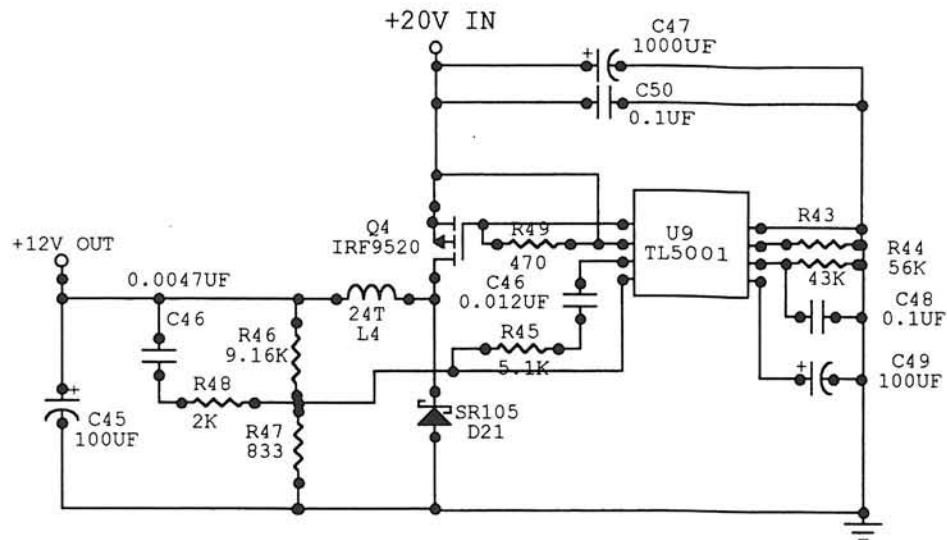 +20V IN
C47
1000UF
C50
0.1UF
Q4
IRF9520
R49
470
U9
TL5001
R43
R44
56K
43K
+12V OUT
0.0047UF
C46
24T
L4
C46
0.012UF
C48
0.1UF
R46
9.16K
R45
5.1K
C49
100UF
R48
2K
C45
100UF
R47
833
SR105
D21
+
+
+